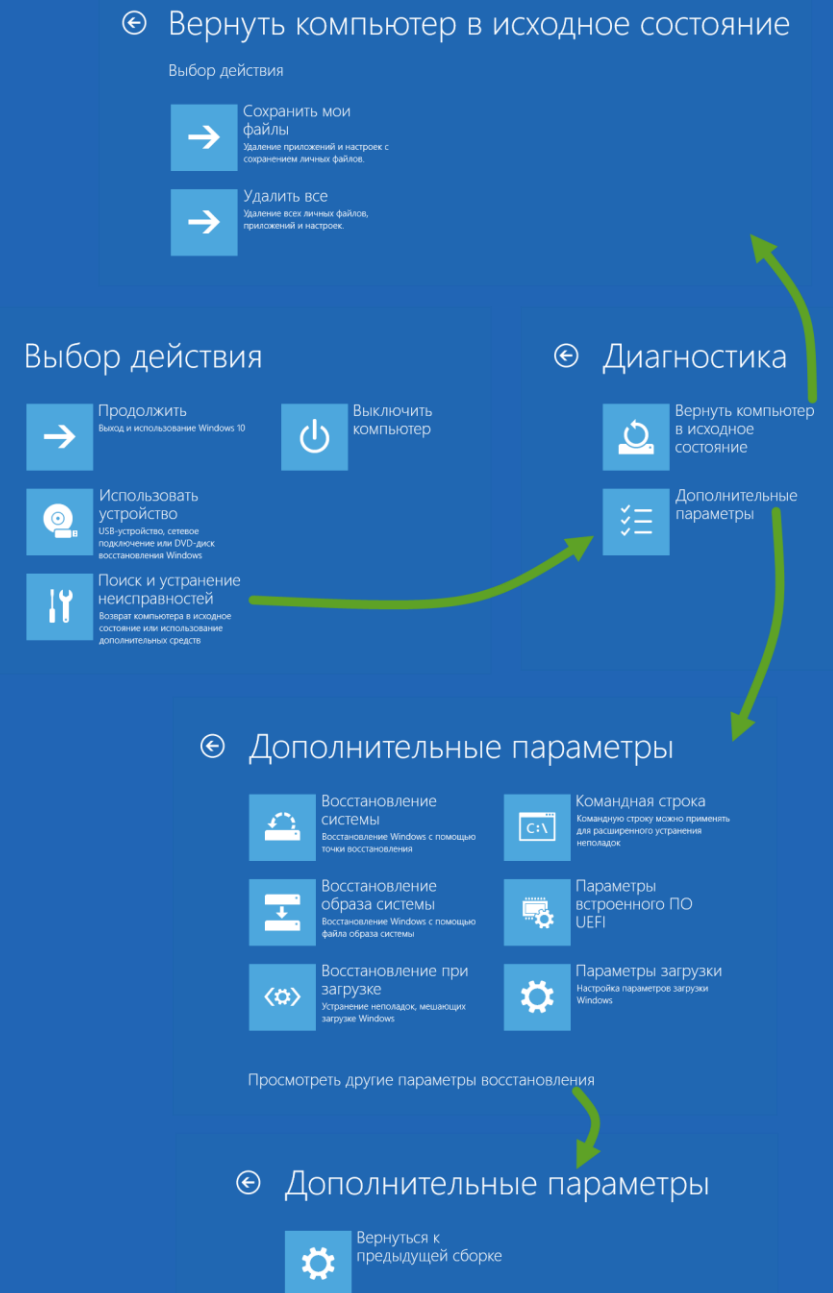 Вернуть компьютер в исходное состояние
Выбор действия
Сохранить мои
файлы
Удаление приложений и настроек с
сохранением личных файлов.
Удалить все
Удаление всех личных файлов,
приложений и настроек.
Выбор действия
Продолжить
Выход и использование Windows 10
Выключить
компьютер
Использовать
устройство
USB-устройство, сетевое
подключение или DVD-диск
восстановления Windows
Поиск и устранение
неисправностей
Возврат компьютера в исходное
состояние или использование
дополнительных средств
Диагностика
Вернуть компьютер
в исходное
состояние
Дополнительные
параметры
Дополнительные параметры
Восстановление
системы
Восстановление Windows с помощью
точки восстановления
Командная строка
Командную строку можно применять
для расширенного устранения
неполадок
C:\
Восстановление
образа системы
Восстановление Windows с помощью
файла образа системы
Параметры
встроенного ПО
UEFI
Восстановление при
загрузке
Устранение неполадок, мешающих
загрузке Windows
Параметры загрузки
Настройка параметров загрузки
Windows
Просмотреть другие параметры восстановления
Дополнительные параметры
Вернуться к
предыдущей сборке